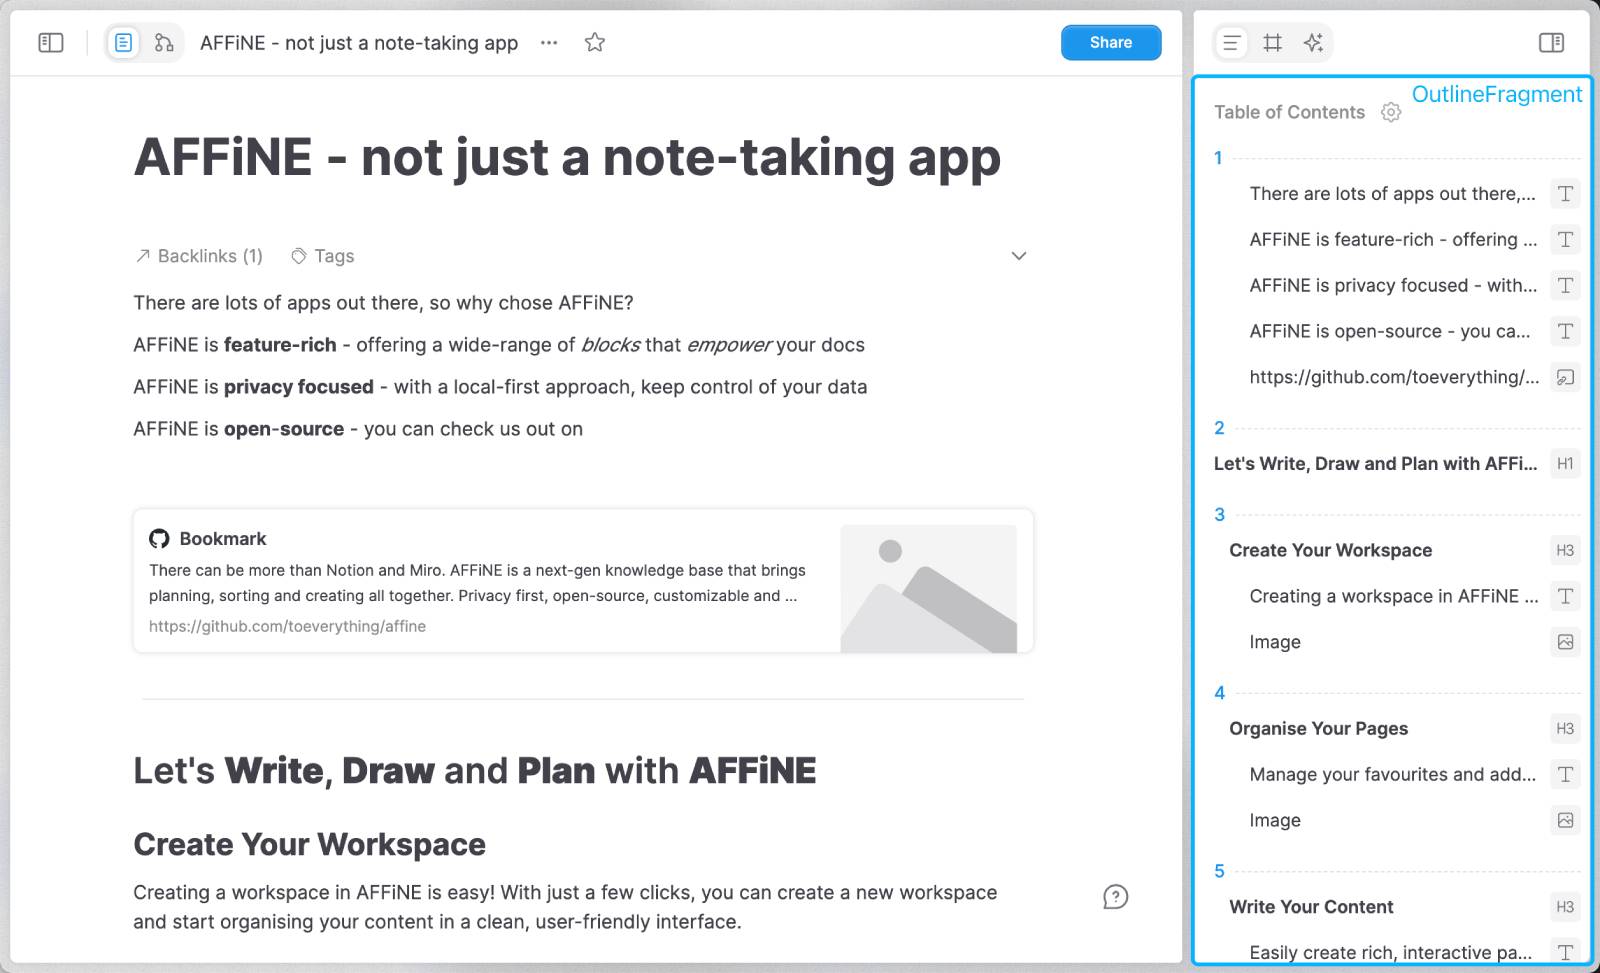 AFFiNE - not just a note-taking app
Share
AFFiNE - not just a note-taking app
Backlinks (1) Tags
There are lots of apps out there, so why chose AFFiNE?
AFFiNE is feature-rich - offering a wide-range of blocks that empower your docs
AFFiNE is privacy focused - with a local-first approach, keep control of your data
AFFiNE is open-source - you can check us out on
Bookmark
There can be more than Notion and Miro. AFFiNE is a next-gen knowledge base that brings
planning, sorting and creating all together. Privacy first, open-source, customizable and ...
https://github.com/toeverything/affine
Let's Write, Draw and Plan with AFFiNE
Create Your Workspace
Creating a workspace in AFFiNE is easy! With just a few clicks, you can create a new workspace
and start organising your content in a clean, user-friendly interface.
OutlineFragment
Table of Contents
1
There are lots of apps out there,... T
AFFiNE is feature-rich - offering ... T
AFFiNE is privacy focused - with... T
AFFiNE is open-source - you ca... T
https://github.com/toeverything/...
2
Let's Write, Draw and Plan with AFFi... H1
3
Create Your Workspace H3
Creating a workspace in AFFiNE ... T
Image
4
Organise Your Pages H3
Manage your favourites and add... T
Image
5
Write Your Content H3
Easily create rich, interactive pa... T